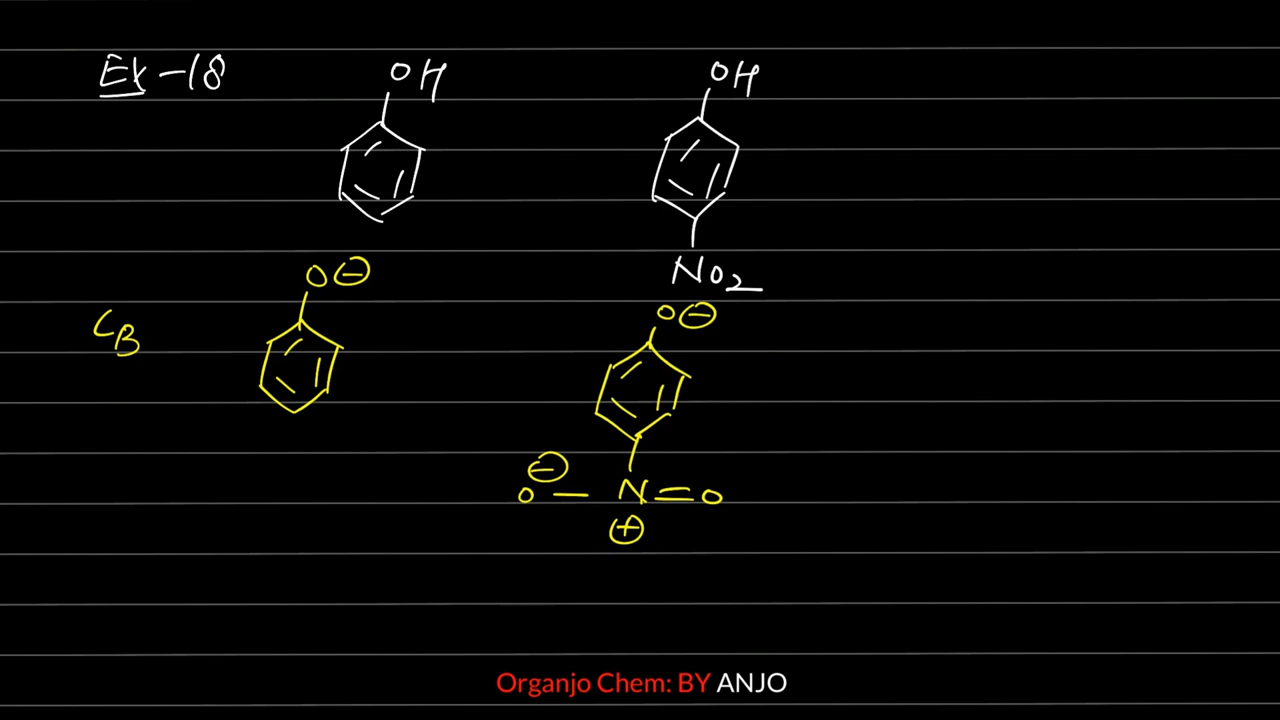 Ex-18
OH
OH
NO2
O⊖
CB
O⊖
⊖
O — N = O
⊕
Organjo Chem: BY ANJO